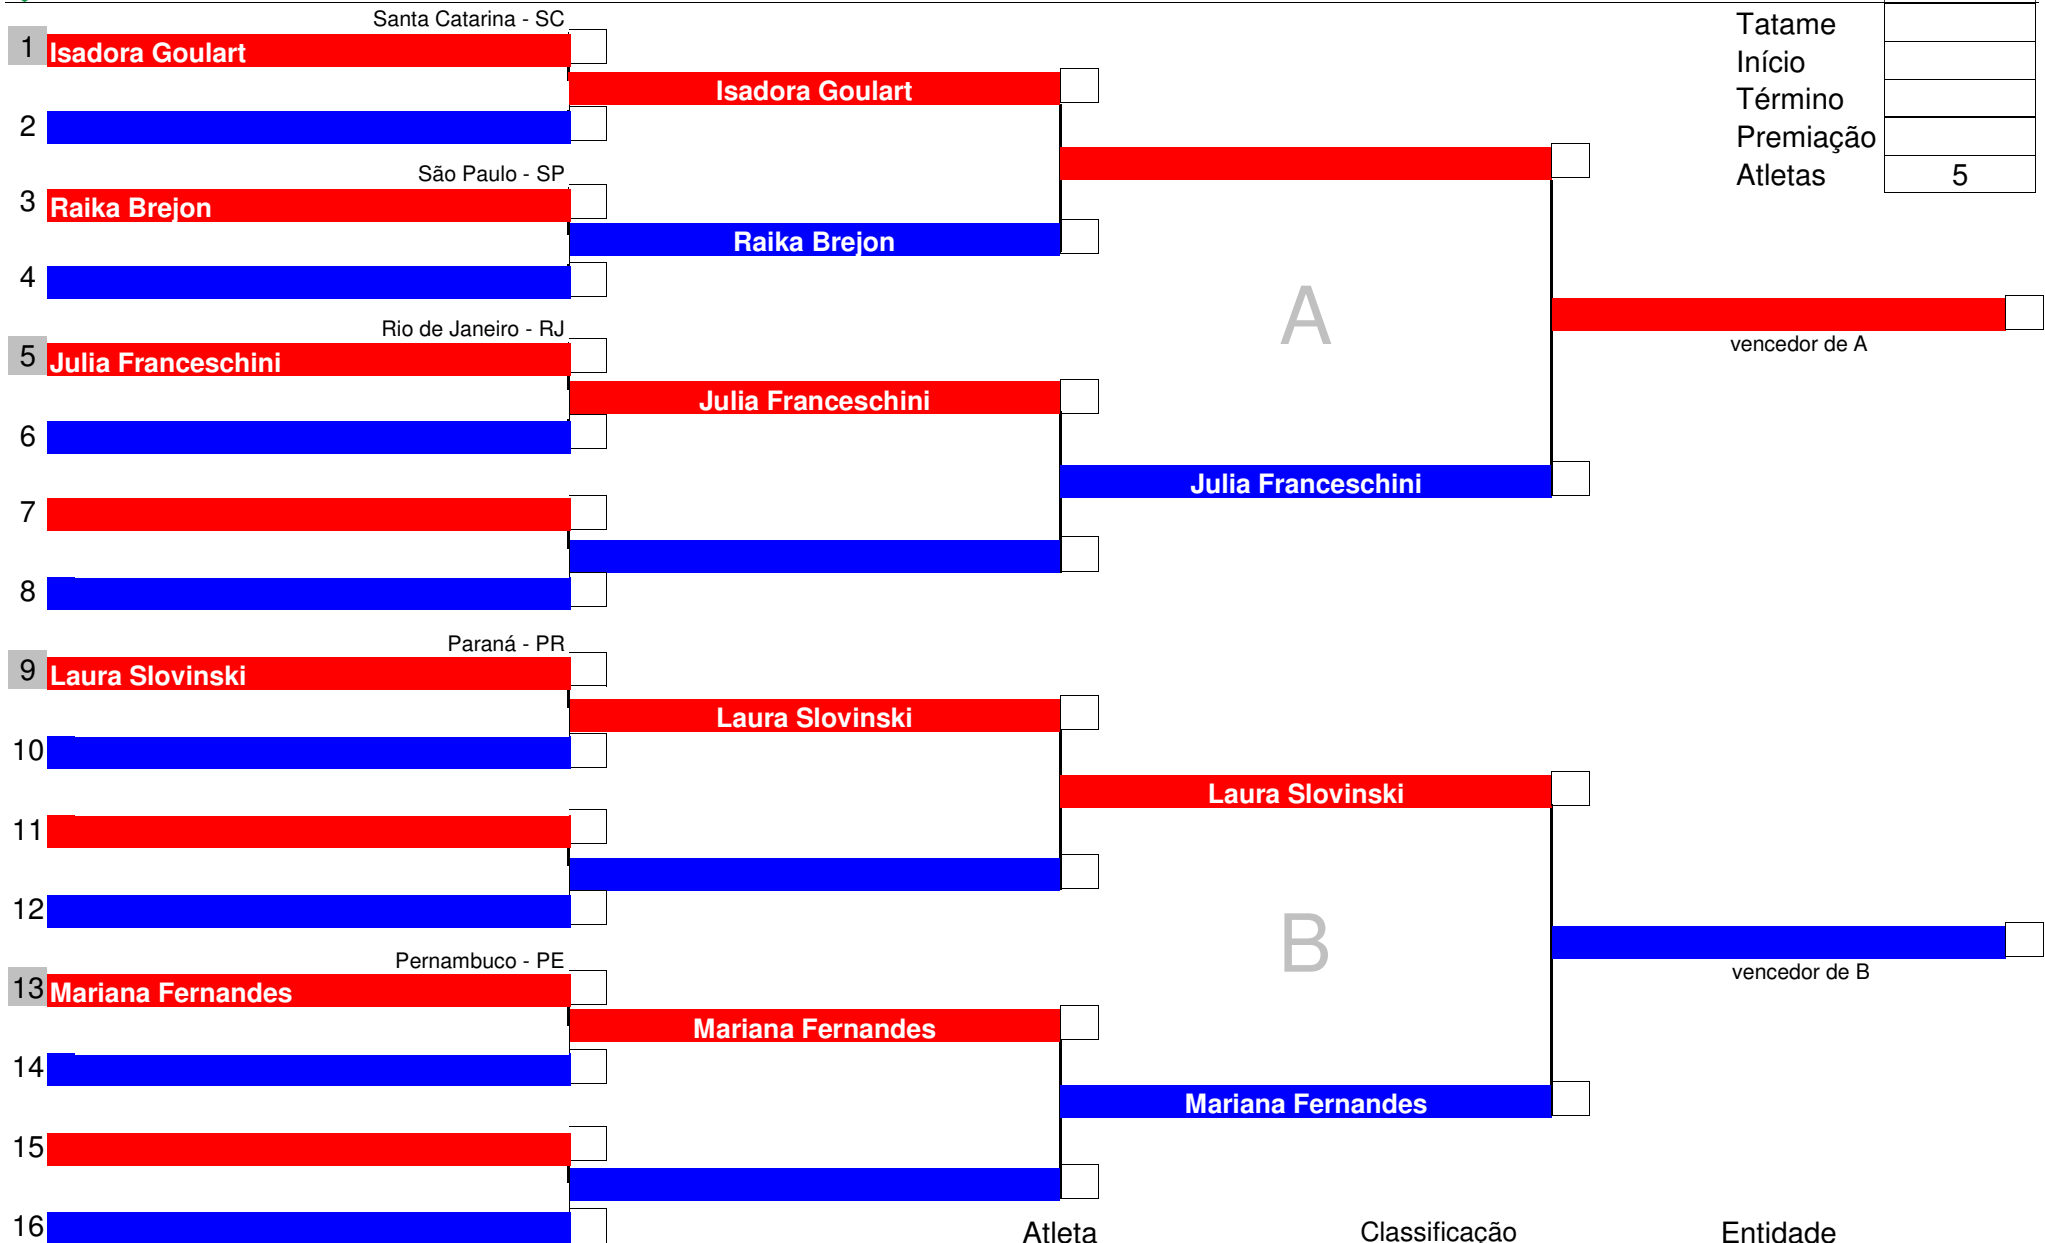 Santa Catarina - SC
1 Isadora Goulart
Isadora Goulart
2
São Paulo - SP
3 Raika Brejon
Raika Brejon
4
Rio de Janeiro - RJ
5 Julia Franceschini
Julia Franceschini
6
Julia Franceschini
7
8
Paraná - PR
9 Laura Slovinski
Laura Slovinski
10
Laura Slovinski
11
12
Pernambuco - PE
13 Mariana Fernandes
Mariana Fernandes
14
Mariana Fernandes
15
16
A
vencedor de A
B
vencedor de B
Tatame
Início
Término
Premiação
Atletas 5
Atleta Classificação Entidade